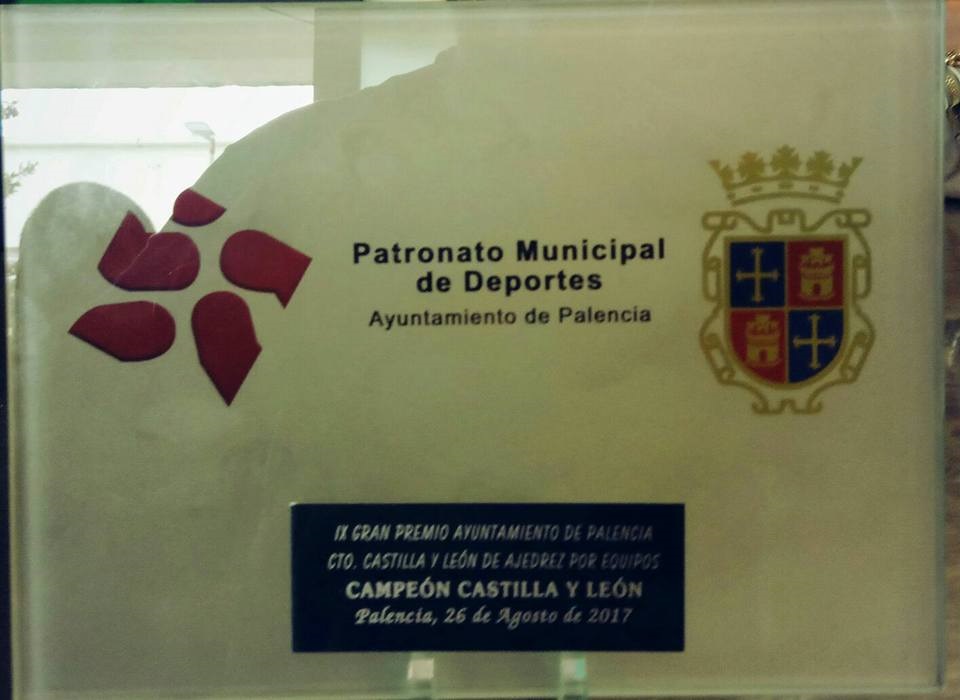 Patronato Municipal
de Deportes
Ayuntamiento de Palencia
IX GRAN PREMIO AYUNTAMIENTO DE PALENCIA
CTO. CASTILLA Y LEÓN DE AJEDREZ POR EQUIPOS
CAMPEÓN CASTILLA Y LEÓN
Palencia, 26 de Agosto de 2017